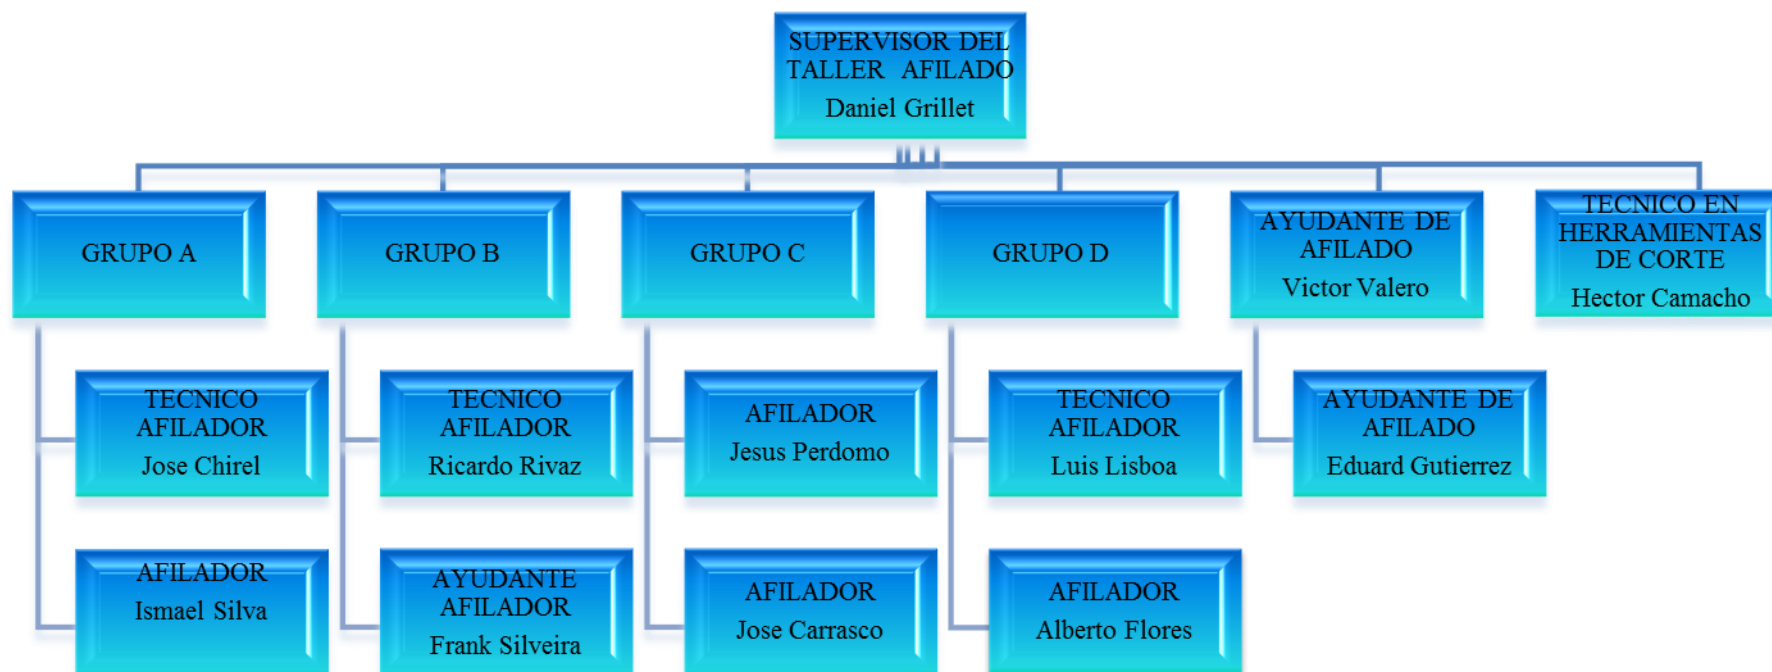 SUPERVISOR DEL
TALLER AFILADO
Daniel Grillet
GRUPO A
GRUPO B
GRUPO C
GRUPO D
AYUDANTE DE
AFILADO
Victor Valero
TECNICO EN
HERRAMIENTAS
DE CORTE
Hector Camacho
TECNICO
AFILADOR
Jose Chirel
TECNICO
AFILADOR
Ricardo Rivaz
AFILADOR
Jesus Perdomo
TECNICO
AFILADOR
Luis Lisboa
AYUDANTE DE
AFILADO
Eduard Gutierrez
AFILADOR
Ismael Silva
AYUDANTE
AFILADOR
Frank Silveira
AFILADOR
Jose Carrasco
AFILADOR
Alberto Flores